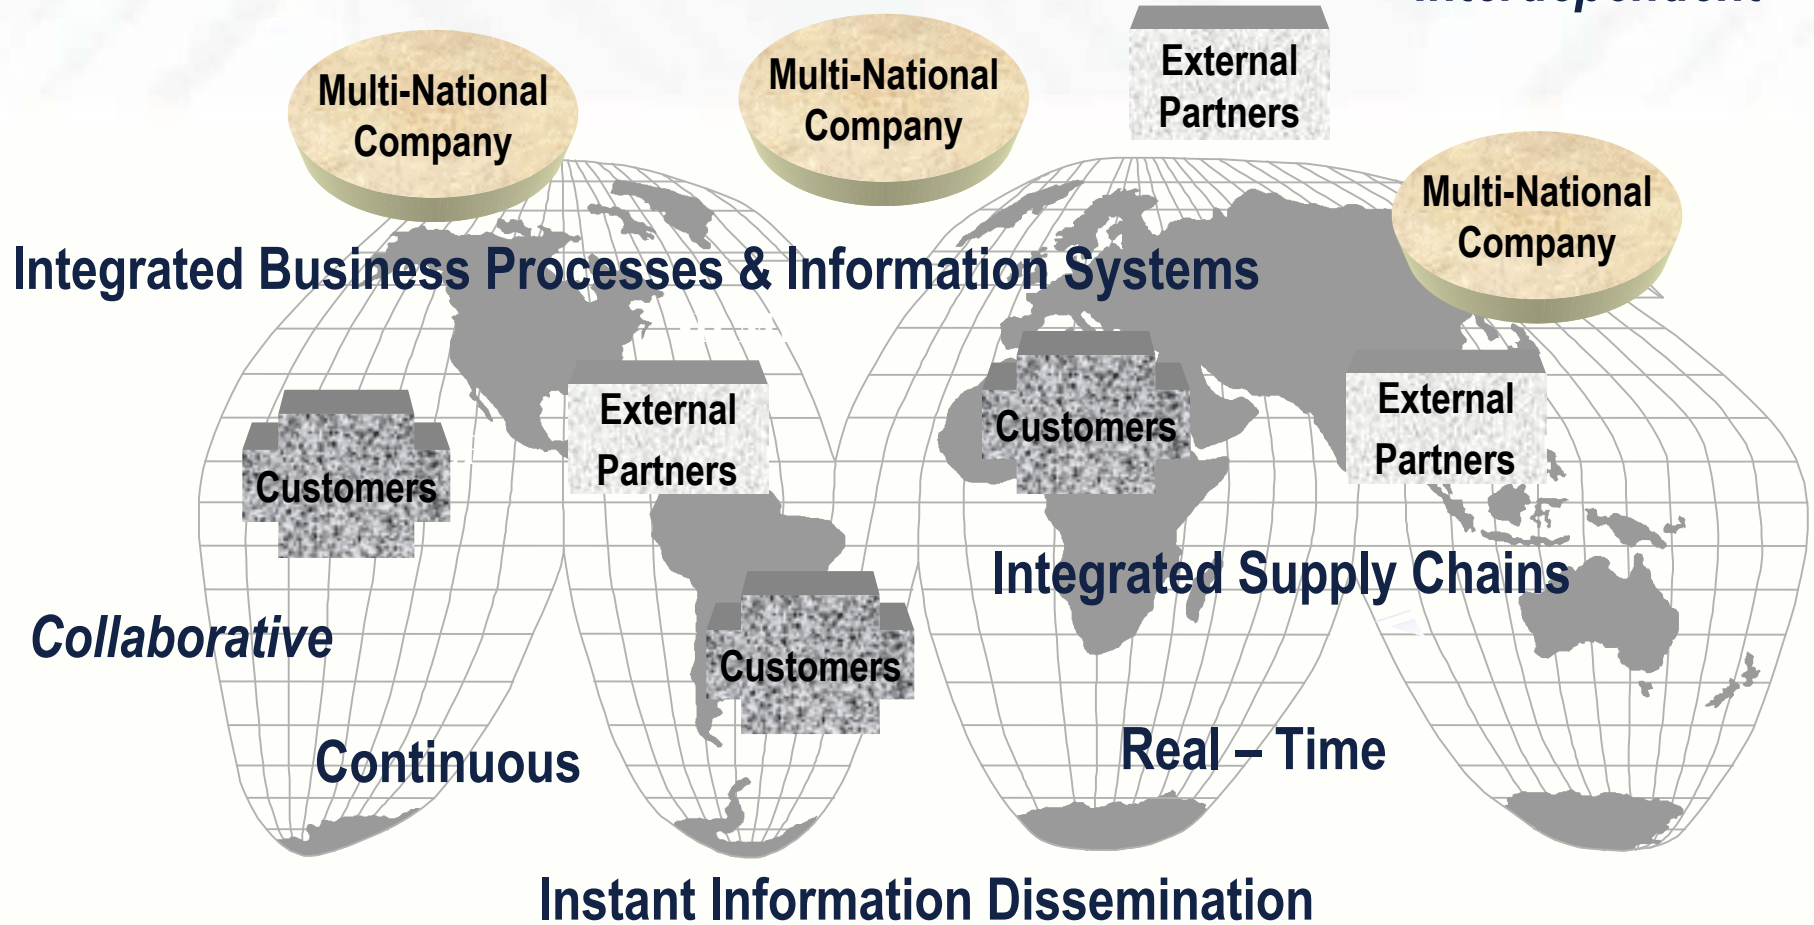 Interdependent
Multi-National
Company
Multi-National
Company
External
Partners
Multi-National
Company
Integrated Business Processes & Information Systems
External
Partners
Customers
External
Partners
Customers
Integrated Supply Chains
Collaborative
Customers
Continuous
Real – Time
Instant Information Dissemination